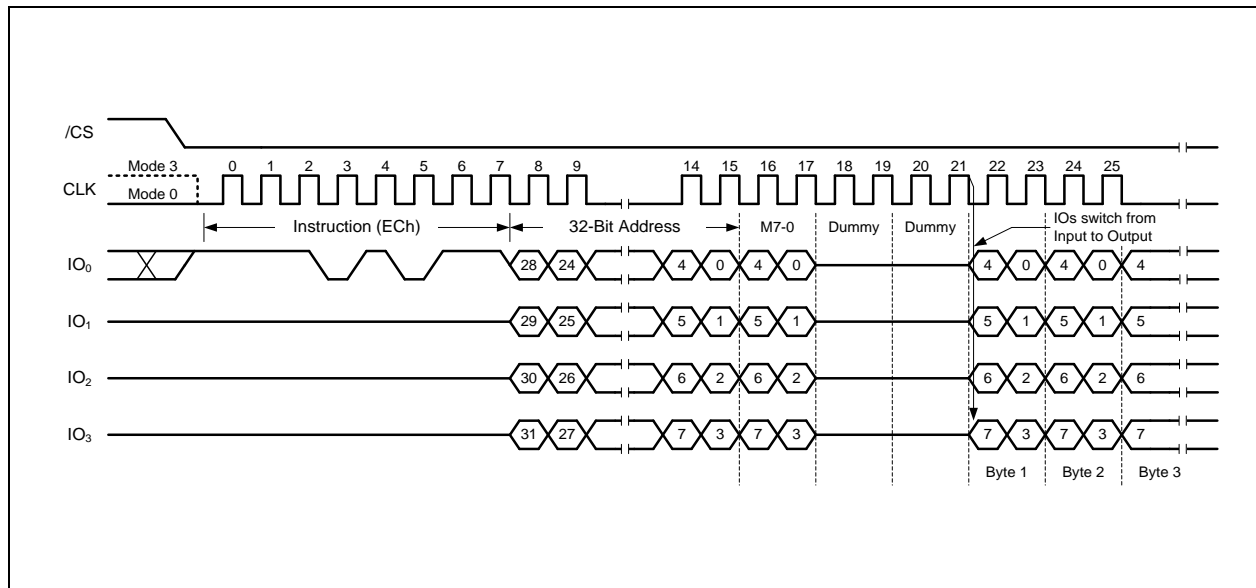 /CS
Mode 3
0 1 2 3 4 5 6 7 8 9 14 15 16 17 18 19 20 21 22 23 24 25
CLK
Mode 0
Instruction (ECh) 32-Bit Address M7-0 Dummy Dummy
IOs switch from
Input to Output
IO₀ 28 24 4 0 4 0 4 0 4 0 4
IO₁ 29 25 5 1 5 1 5 1 5 1 5
IO₂ 30 26 6 2 6 2 6 2 6 2 6
IO₃ 31 27 7 3 7 3 7 3 7 3 7
Byte 1 Byte 2 Byte 3